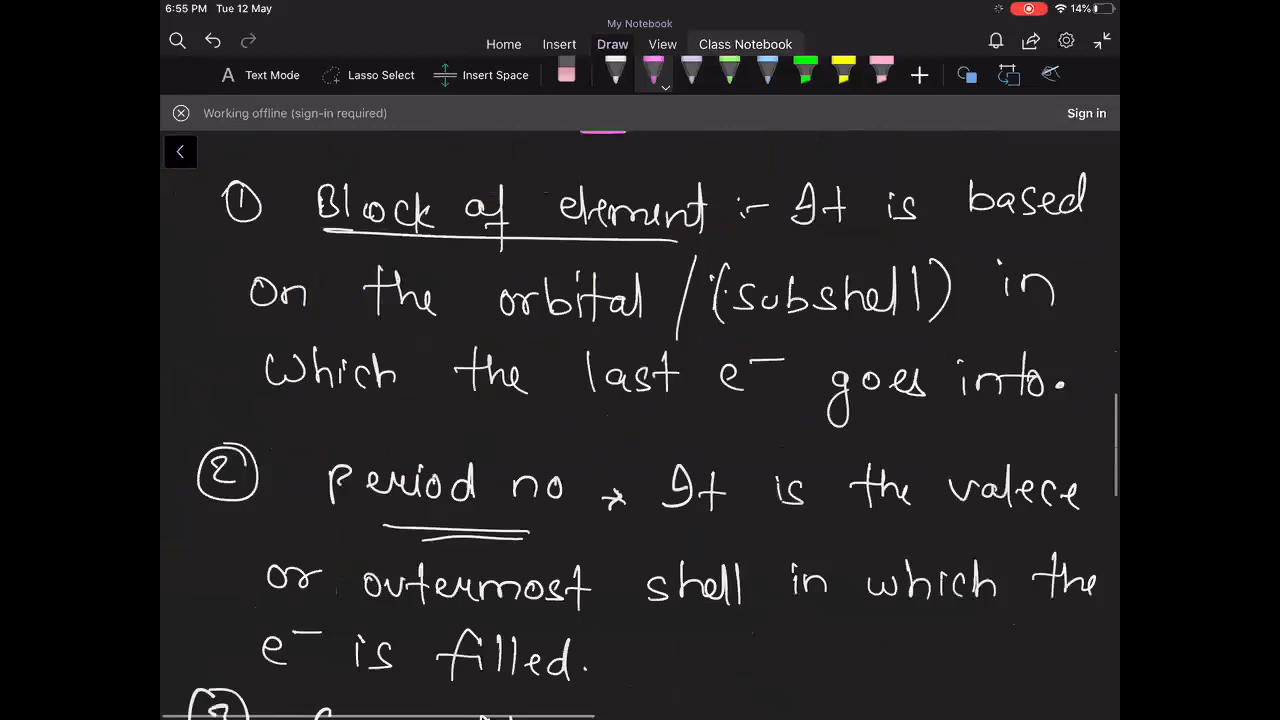 6:55 PM Tue 12 May
14%
My Notebook
Home Insert Draw View Class Notebook
Text Mode Lasso Select Insert Space
Working offline (sign-in required) Sign in
① Block of element :- It is based
on the orbital / (subshell) in
which the last e⁻ goes into.
② Period no * It is the valece
or outermost shell in which the
e⁻ is filled.